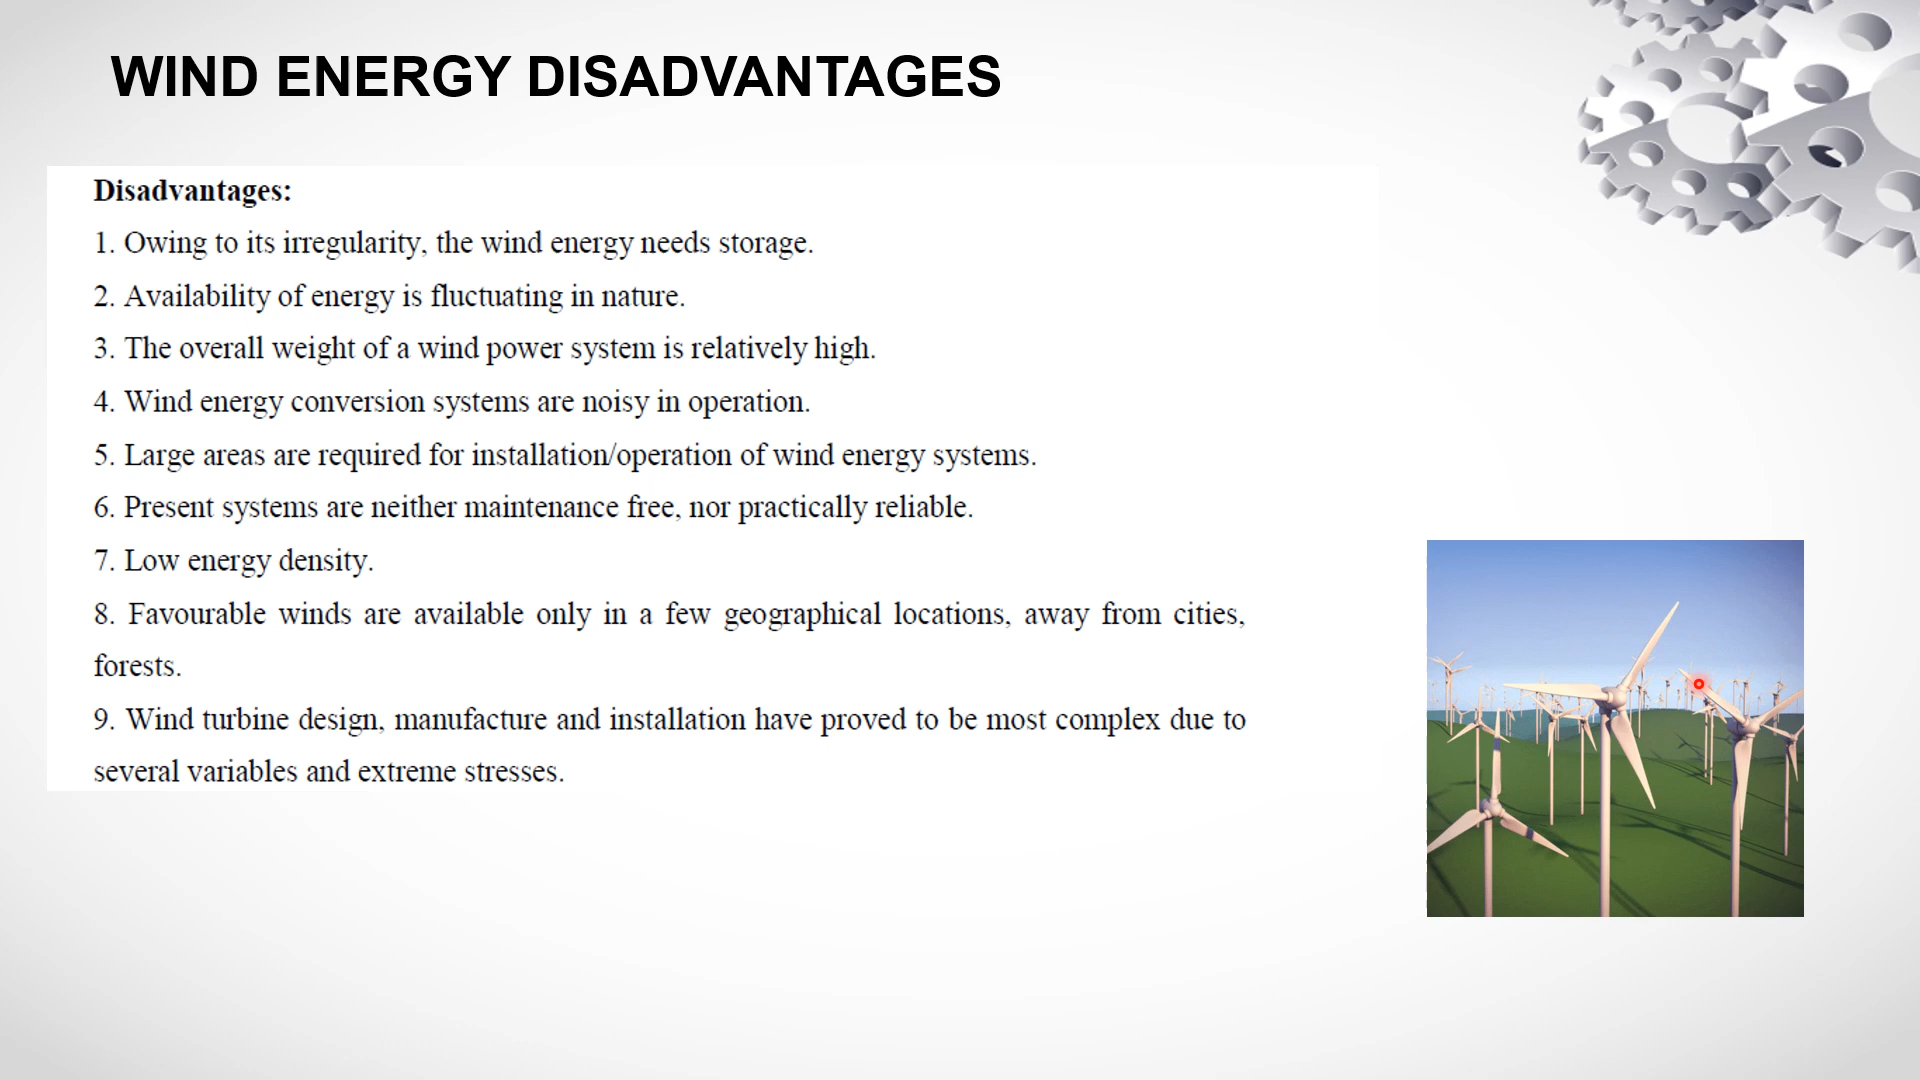 WIND ENERGY DISADVANTAGES
Disadvantages:
1. Owing to its irregularity, the wind energy needs storage.
2. Availability of energy is fluctuating in nature.
3. The overall weight of a wind power system is relatively high.
4. Wind energy conversion systems are noisy in operation.
5. Large areas are required for installation/operation of wind energy systems.
6. Present systems are neither maintenance free, nor practically reliable.
7. Low energy density.
8. Favourable winds are available only in a few geographical locations, away from cities,
forests.
9. Wind turbine design, manufacture and installation have proved to be most complex due to
several variables and extreme stresses.